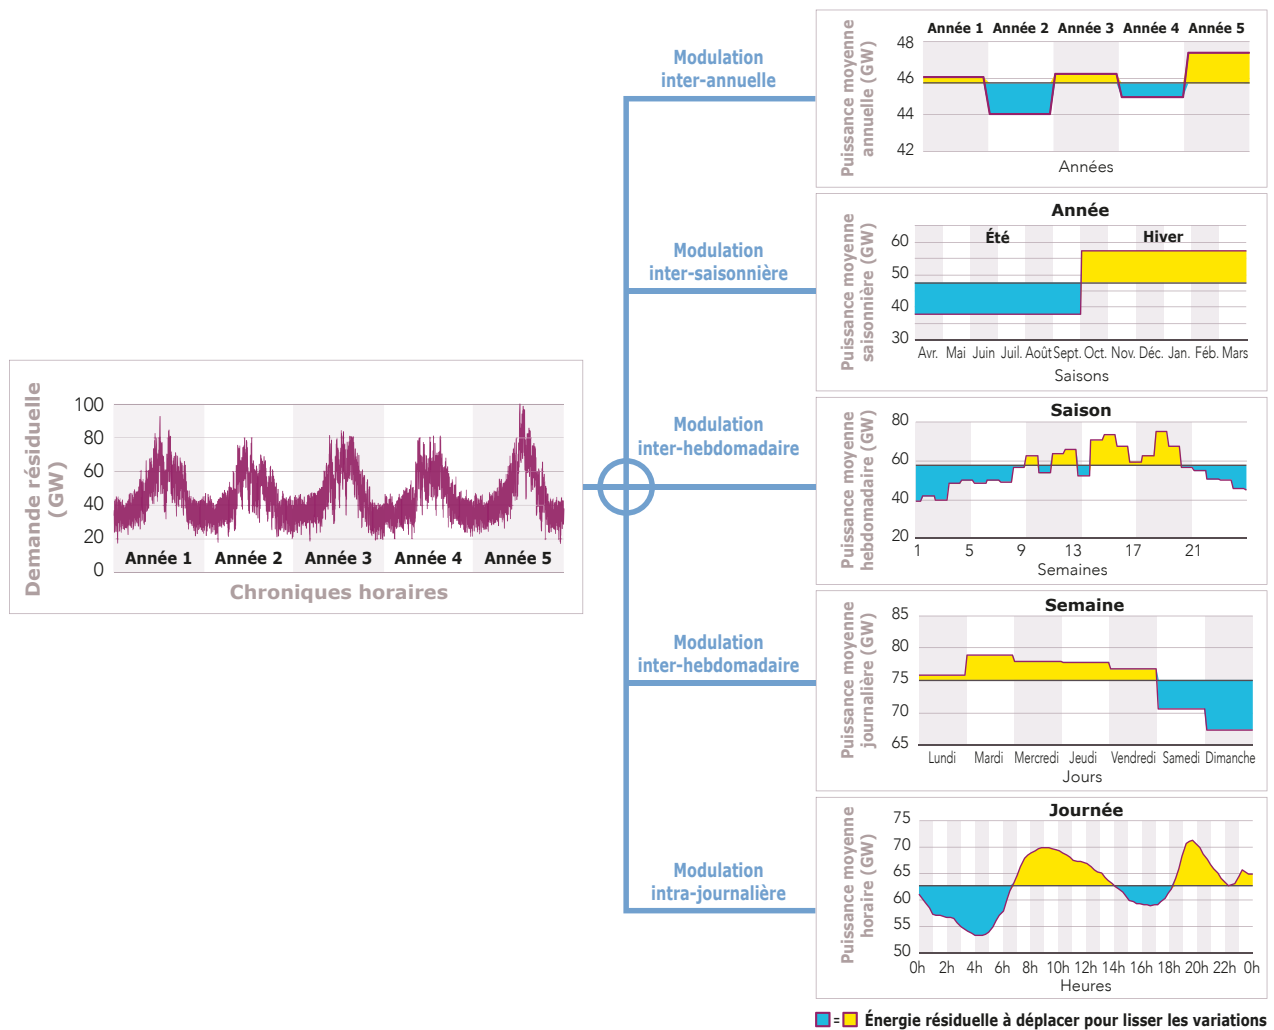 Demande résiduelle
(GW)
100
80
60
40
20
0
Année 1 Année 2 Année 3 Année 4 Année 5
Chroniques horaires
Modulation
inter-annuelle
Puissance moyenne
annuelle (GW)
Année 1 Année 2 Année 3 Année 4 Année 5
48
46
44
42
Années
Modulation
inter-saisonnière
Puissance moyenne
saisonnière (GW)
Année
Été Hiver
60
50
40
30
Avr. Mai Juin Juil. Août Sept. Oct. Nov. Déc. Jan. Féb. Mars
Saisons
Modulation
inter-hebdomadaire
Puissance moyenne
hebdomadaire (GW)
Saison
80
60
40
20
1 5 9 13 17 21
Semaines
Modulation
inter-hebdomadaire
Puissance moyenne
journalière (GW)
Semaine
85
80
75
70
65
Lundi Mardi Mercredi Jeudi Vendredi Samedi Dimanche
Jours
Modulation
intra-journalière
Puissance moyenne
horaire (GW)
Journée
75
70
65
60
55
50
0h 2h 4h 6h 8h 10h 12h 14h 16h 18h 20h 22h 0h
Heures
= Énergie résiduelle à déplacer pour lisser les variations